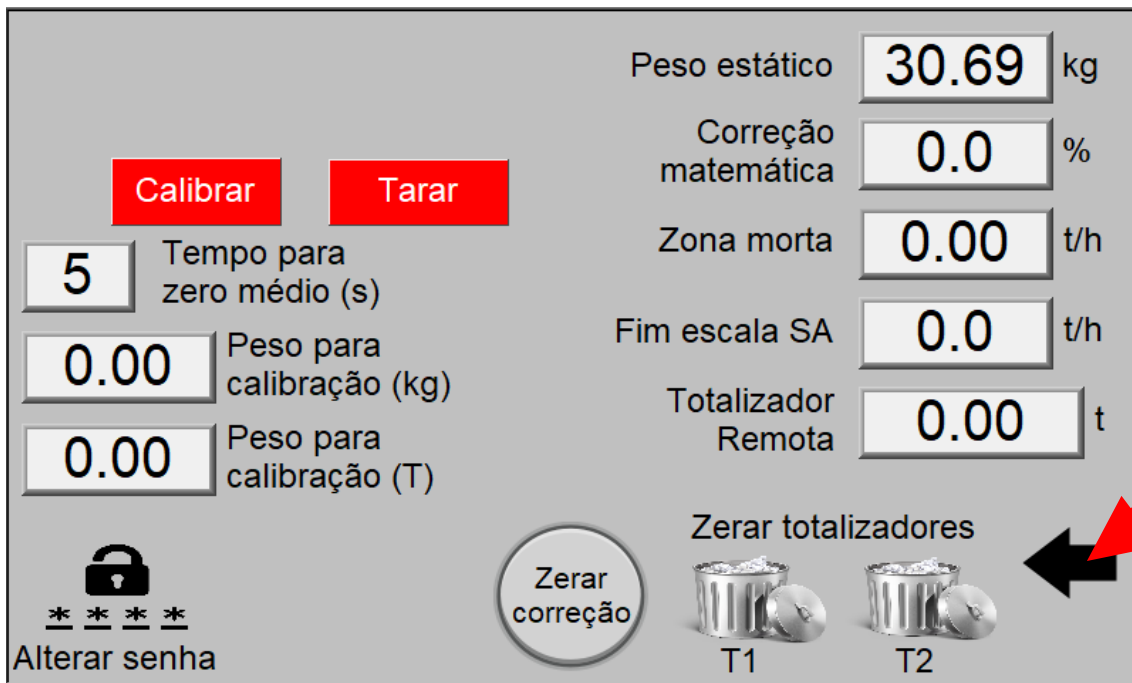 Peso estático 30.69 kg
Correção
matemática 0.0 %
Calibrar Tarar
Zona morta 0.00 t/h
5 Tempo para
zero médio (s)
Fim escala SA 0.0 t/h
0.00 Peso para
calibração (kg)
Totalizador
Remota 0.00 t
0.00 Peso para
calibração (T)
Zerar totalizadores
Zerar
correção
* * * *
Alterar senha
T1 T2